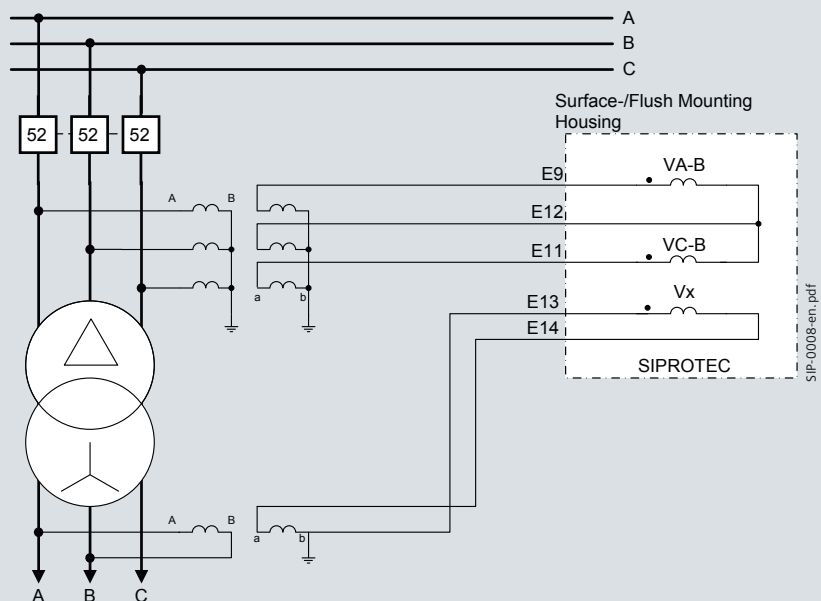 A
B
C
Surface-/Flush Mounting
Housing
52
52
52
VA-B
E9
A
B
E12
VC-B
E11
a
b
Vx
E13
E14
SIPROTEC
SIP-0008-en.pdf
A
B
a
b
A
B
C